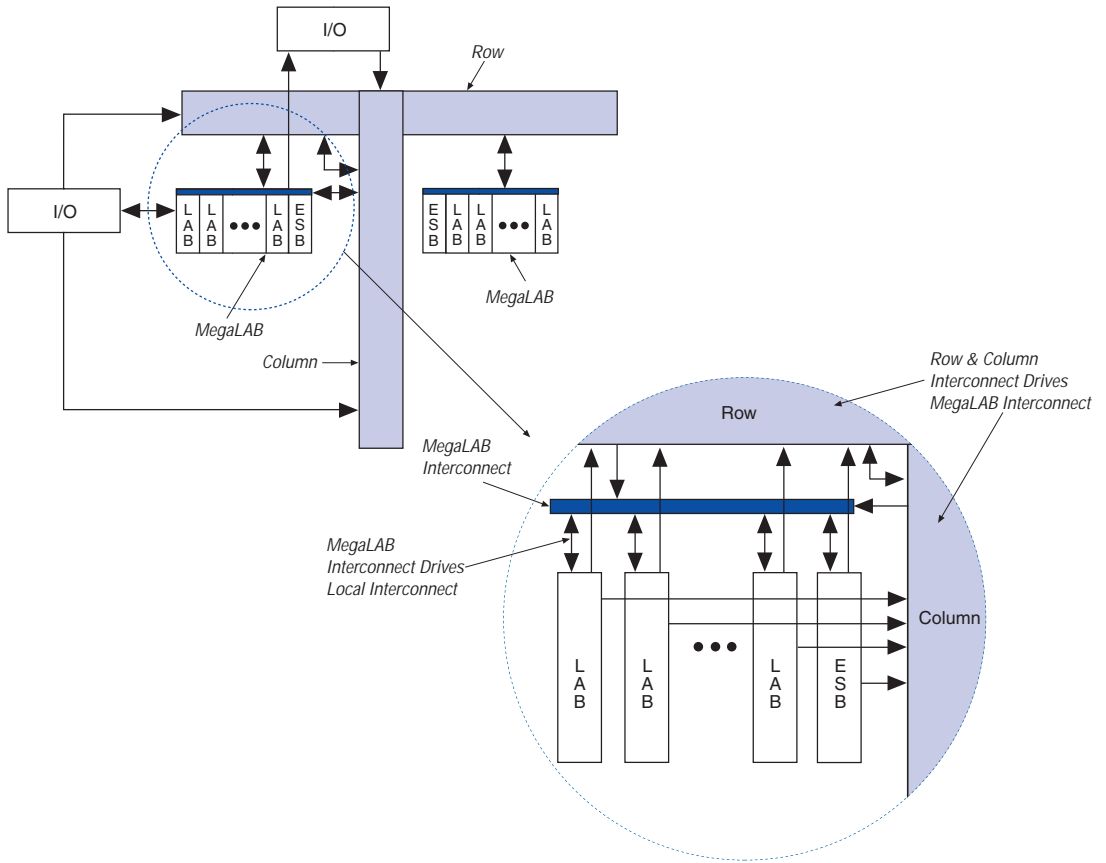 I/O
Row
I/O
L
A
B
L
A
B
•••
L
A
B
E
S
B
E
S
B
L
A
B
L
A
B
•••
L
A
B
MegaLAB
MegaLAB
Column
Row & Column
Interconnect Drives
MegaLAB Interconnect
Row
MegaLAB
Interconnect
MegaLAB
Interconnect Drives
Local Interconnect
Column
•••
L
A
B
L
A
B
L
A
B
E
S
B